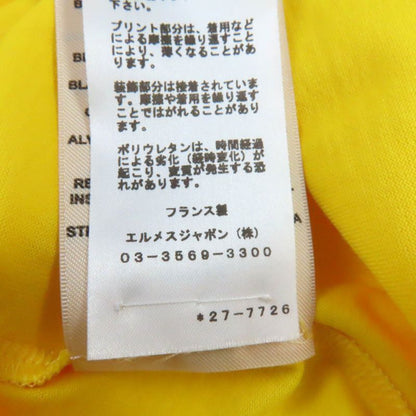 下さい。
プリント部分は、着用などによる摩擦を繰り返すことにより、薄くなることがあります。
装飾部分は接着されています。摩擦や着用を繰り返すことではがれることがあります。
ポリウレタンは、時間経過による劣化（経時変化）が起こり、変質が発生する恐れがあります。
フランス製
エルメスジャポン（株）
03-3569-3300
*27-7726